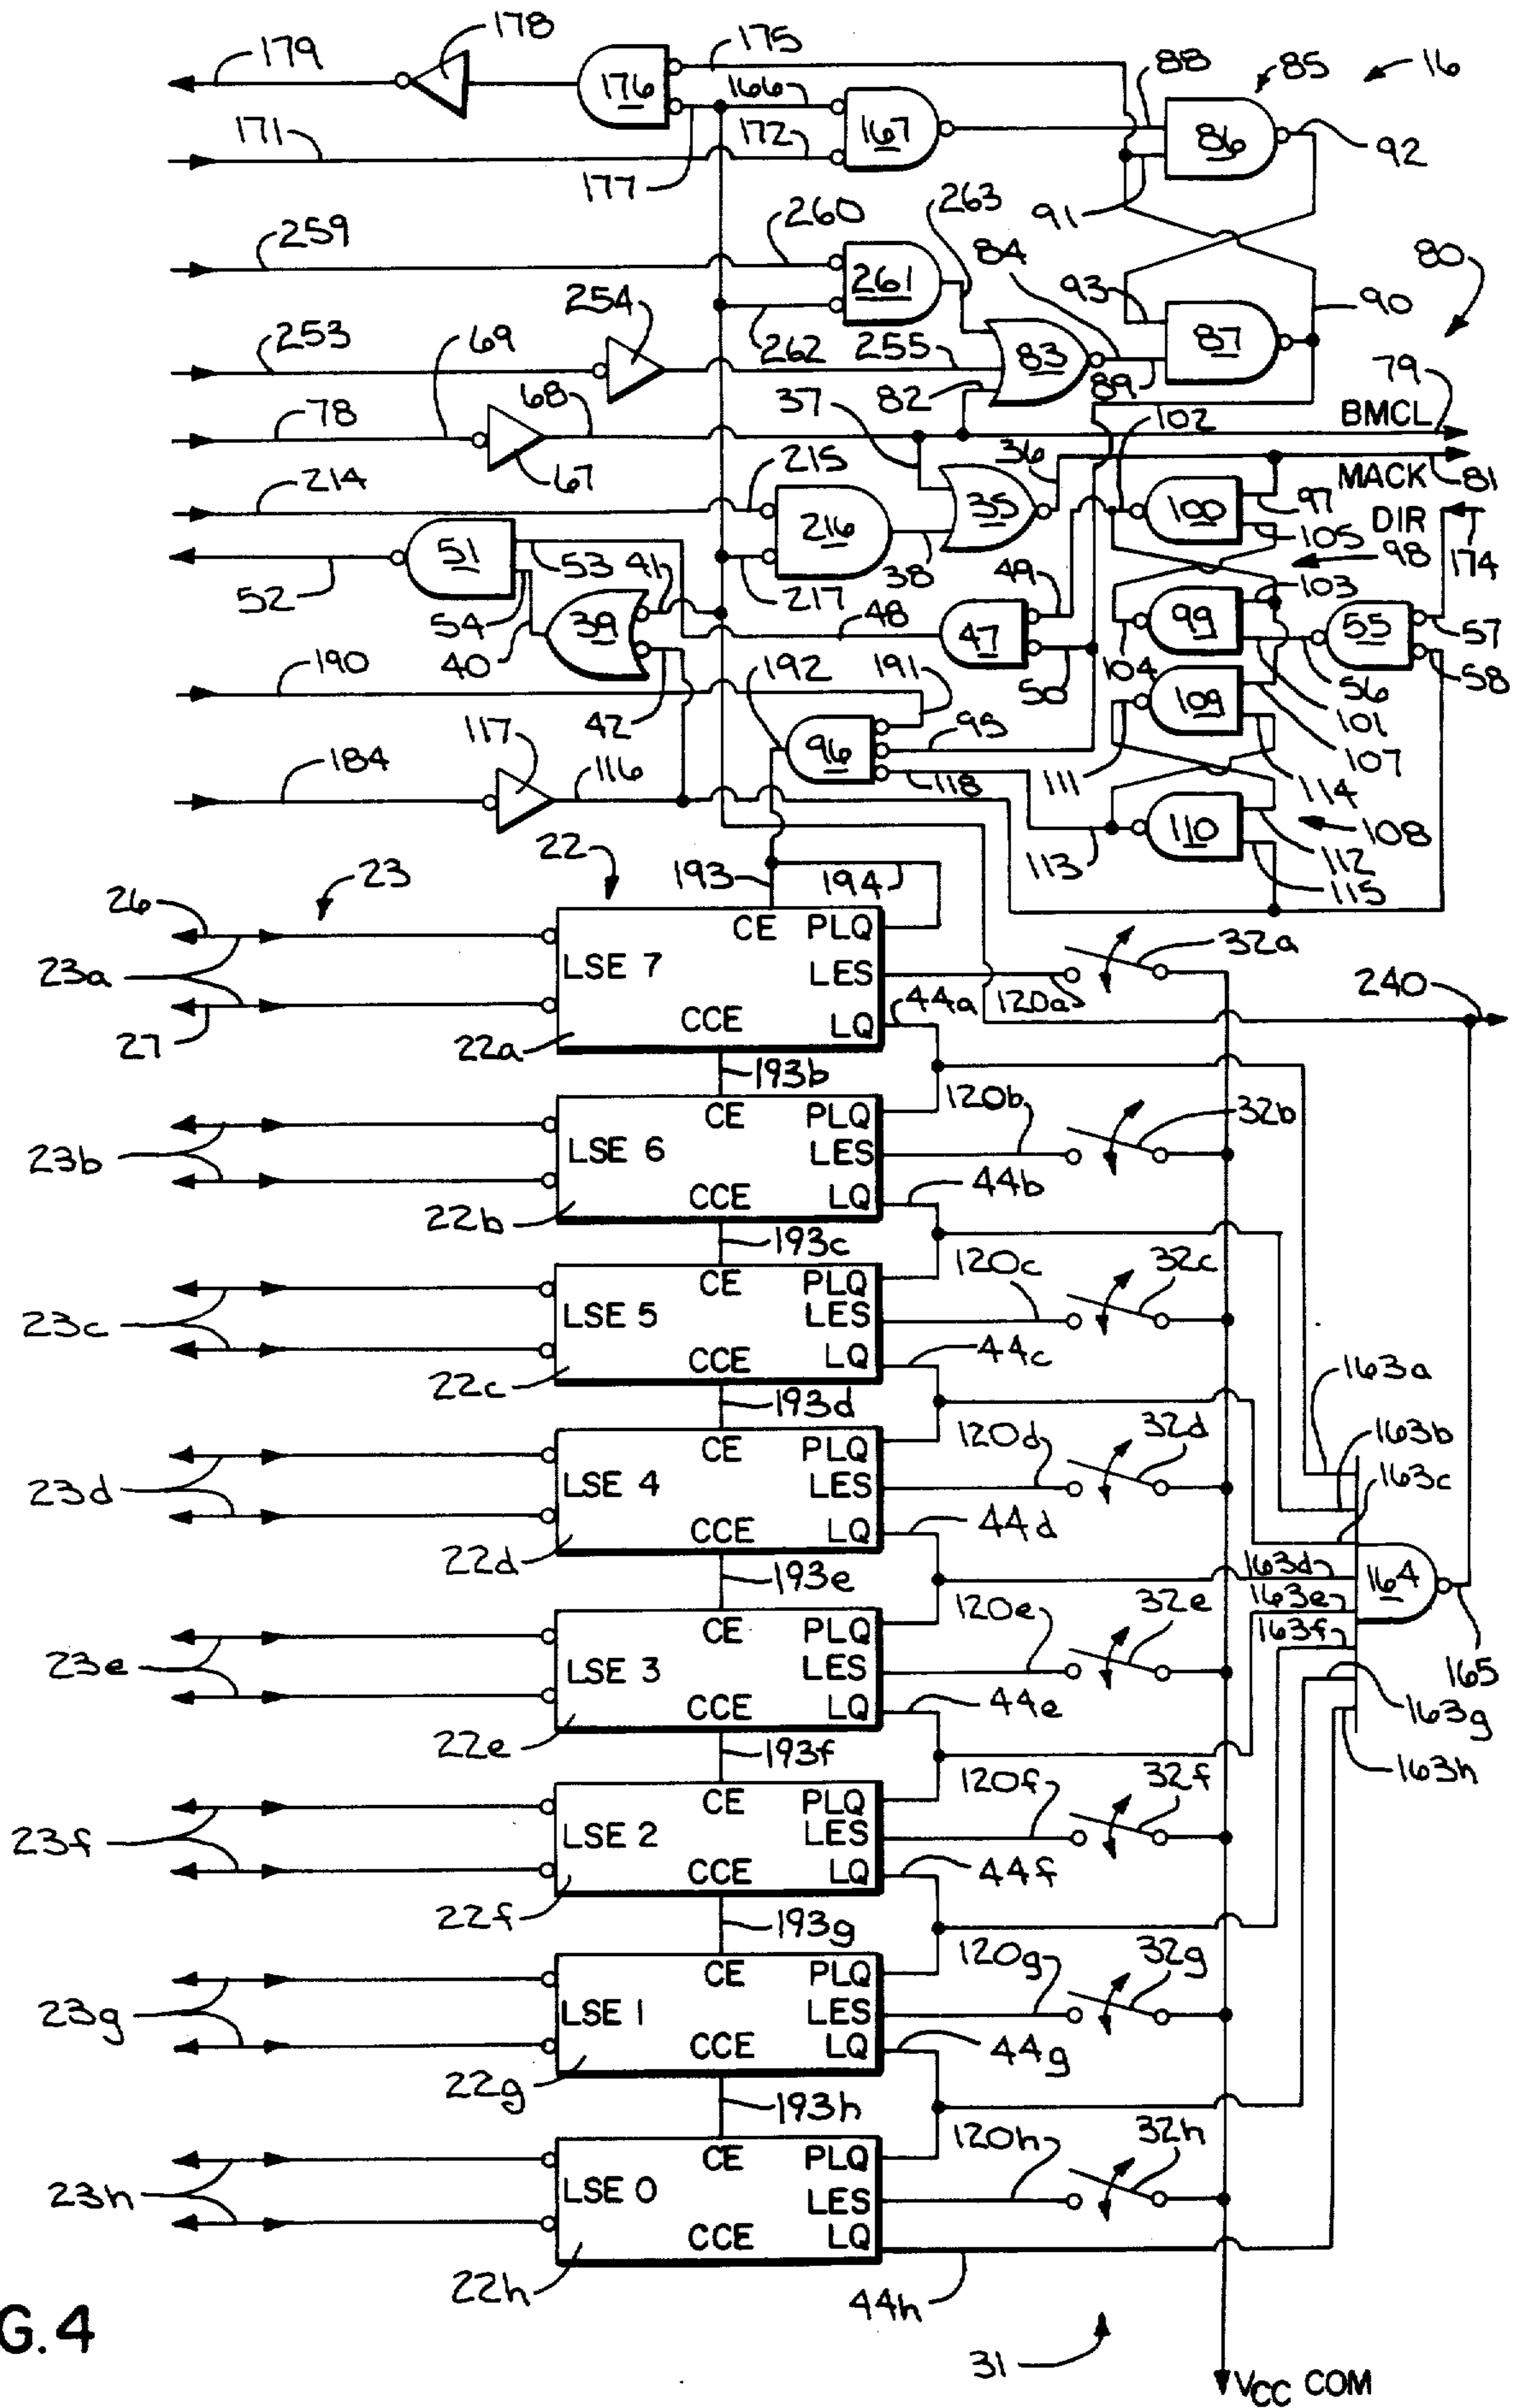 178
179
175
176
166
88
85
16
171
172
167
86
92
177
91
259
260
263
84
80
261
93
90
254
253
69
262
255
83
87
89
79
78
68
37
82
102
BMCL
67
36
MACK
81
214
215
35
100
97
DIR
51
216
105
98
174
52
53
41
217
38
49
103
54
39
48
47
99
55
57
40
190
192
191
50
104
56
58
42
109
101
117
96
95
107
184
116
118
111
114
110
108
22
193
194
113
112
115
26
23
CE PLQ
32a
23a
LSE 7
LES
120a
240
27
22a
CCE
LQ
44a
193b
CE PLQ
120b
32b
23b
LSE 6
LES
22b
CCE
LQ
44b
193c
CE PLQ
120c
32c
23c
LSE 5
LES
22c
CCE
LQ
44c
163a
193d
CE PLQ
120d
32d
163b
23d
LSE 4
LES
163c
22d
CCE
LQ
44d
193e
163d
164
CE PLQ
120e
32e
163e
23e
LSE 3
LES
163f
165
22e
CCE
LQ
44e
163g
193f
163h
CE PLQ
120f
32f
23f
LSE 2
LES
22f
CCE
LQ
44f
193g
CE PLQ
120g
32g
23g
LSE 1
LES
22g
CCE
LQ
44g
193h
CE PLQ
120h
32h
23h
LSE 0
LES
22h
CCE
LQ
44h
G.4
31
VCC COM